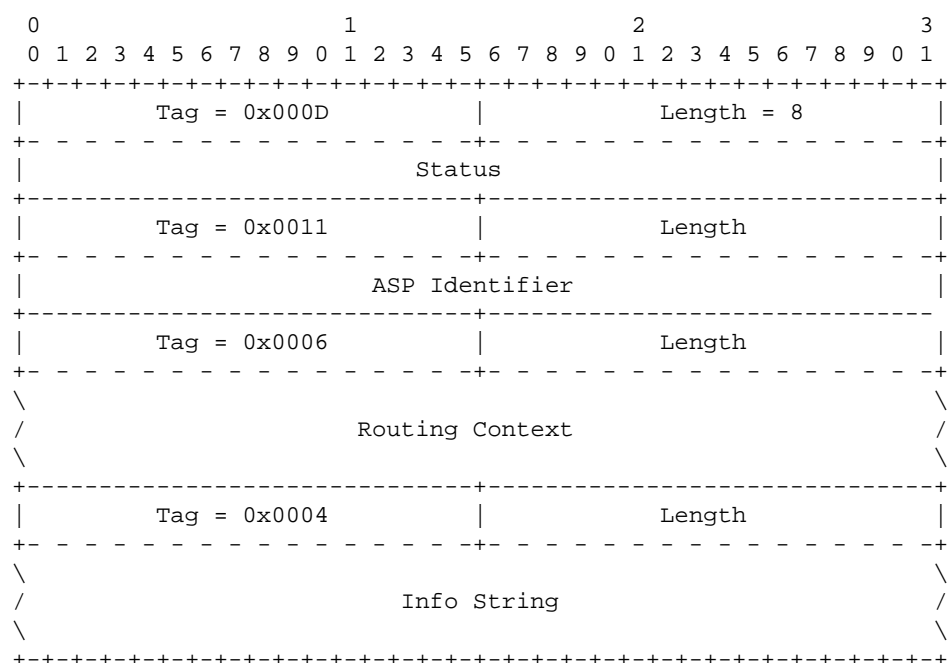 0                   1                   2                   3
 0 1 2 3 4 5 6 7 8 9 0 1 2 3 4 5 6 7 8 9 0 1 2 3 4 5 6 7 8 9 0 1
+-+-+-+-+-+-+-+-+-+-+-+-+-+-+-+-+-+-+-+-+-+-+-+-+-+-+-+-+-+-+-+-+
|         Tag = 0x000D          |            Length = 8         |
+- - - - - - - - - - - - - - - -+- - - - - - - - - - - - - - - -+
|                           Status                              |
+-------------------------------+-------------------------------+
|         Tag = 0x0011          |            Length             |
+- - - - - - - - - - - - - - - -+- - - - - - - - - - - - - - - -+
|                        ASP Identifier                         |
+-------------------------------+-------------------------------
|         Tag = 0x0006          |            Length             |
+- - - - - - - - - - - - - - - -+- - - - - - - - - - - - - - - -+
\                                                               \
/                       Routing Context                         /
\                                                               \
+-------------------------------+-------------------------------+
|         Tag = 0x0004          |            Length             |
+- - - - - - - - - - - - - - - -+- - - - - - - - - - - - - - - -+
\                                                               \
/                          Info String                          /
\                                                               \
+-+-+-+-+-+-+-+-+-+-+-+-+-+-+-+-+-+-+-+-+-+-+-+-+-+-+-+-+-+-+-+-+